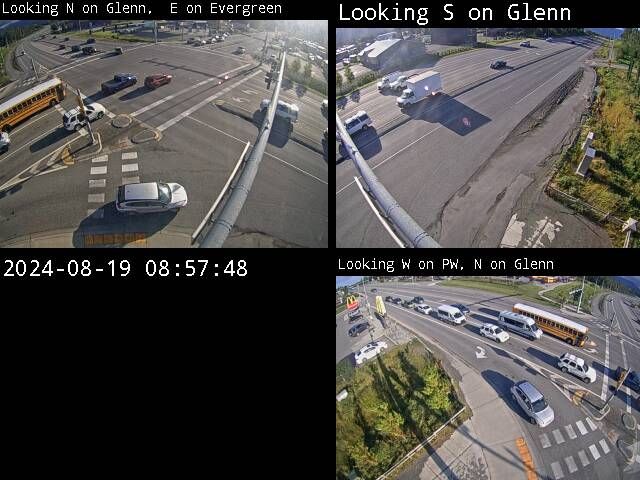 Looking N on Glenn, E on Evergreen
Looking S on Glenn
2024-08-19 08:57:48
Looking W on PW, N on Glenn